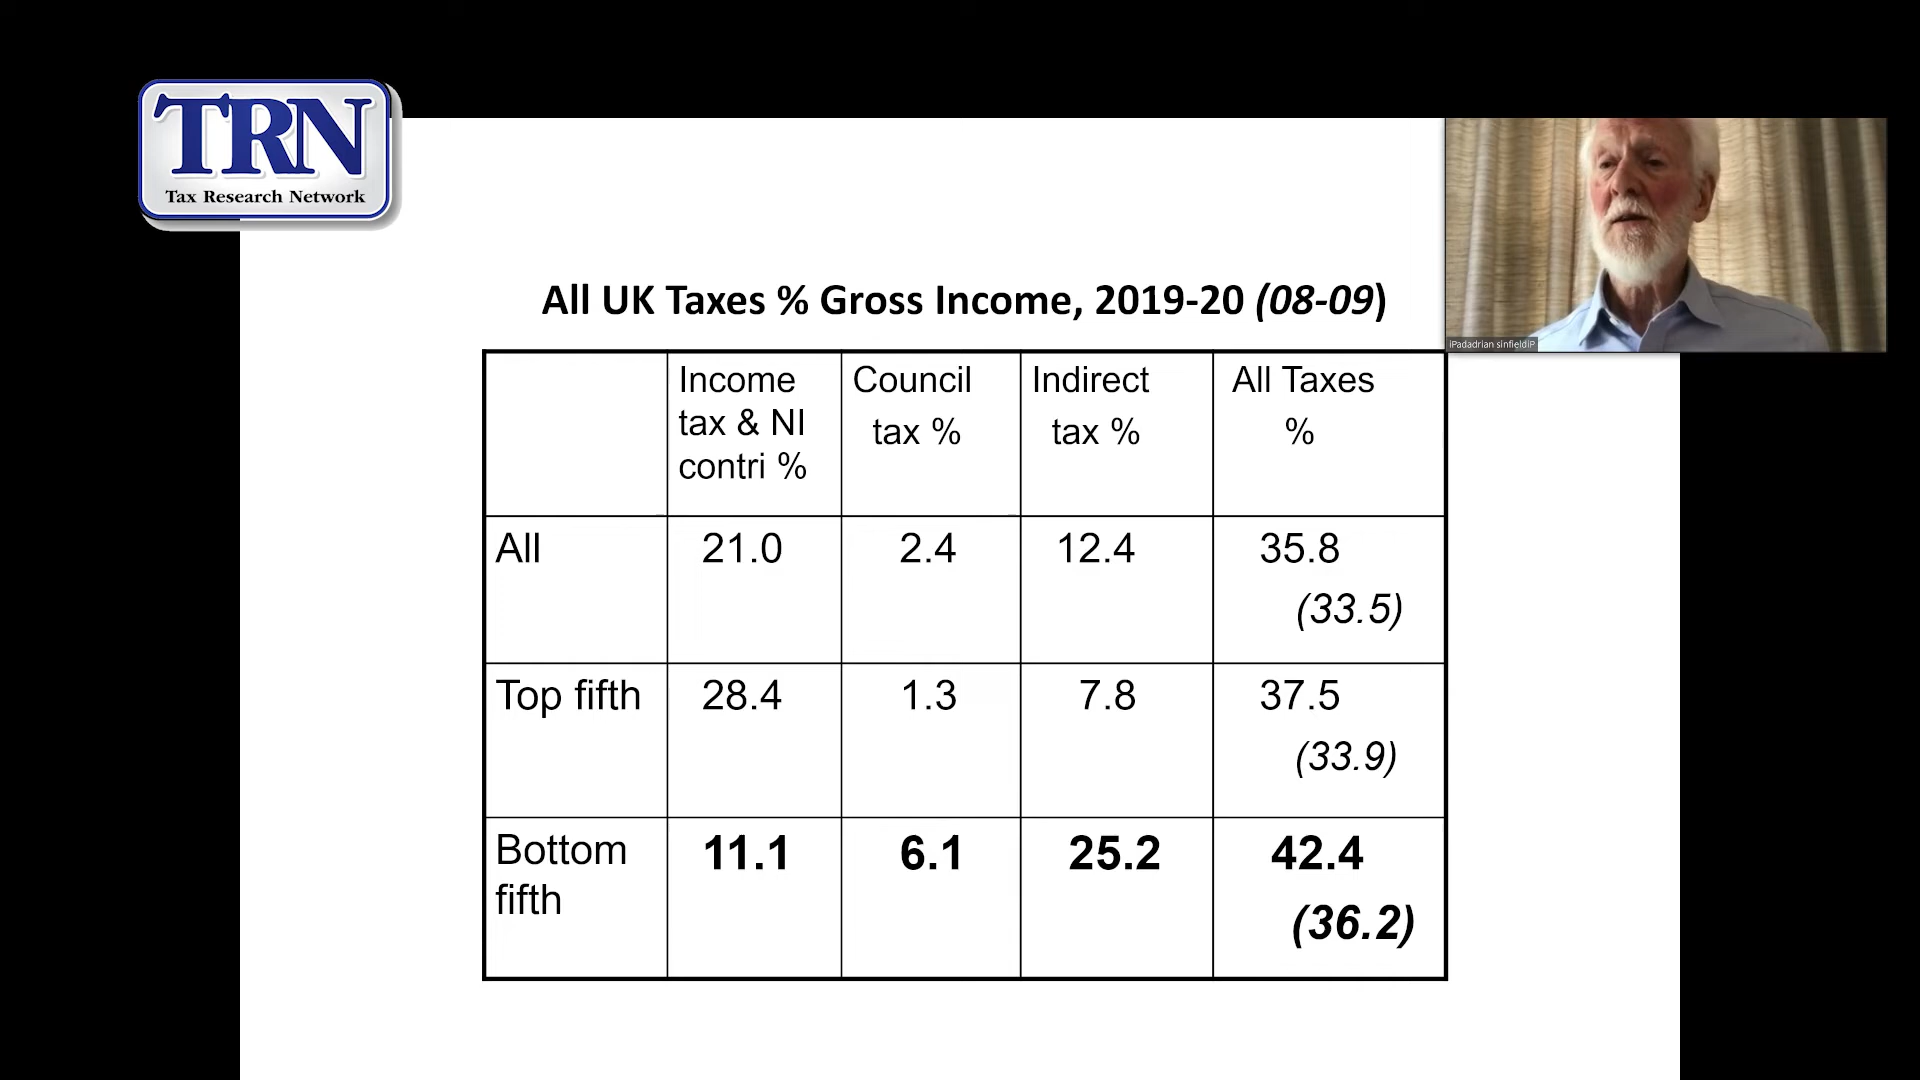 TRN
Tax Research Network
iPadadrian sinfieldiP
All UK Taxes % Gross Income, 2019-20 (08-09)
Income tax & NI contri %
Council tax %
Indirect tax %
All Taxes %
All 21.0 2.4 12.4 35.8
(33.5)
Top fifth 28.4 1.3 7.8 37.5
(33.9)
Bottom fifth 11.1 6.1 25.2 42.4
(36.2)